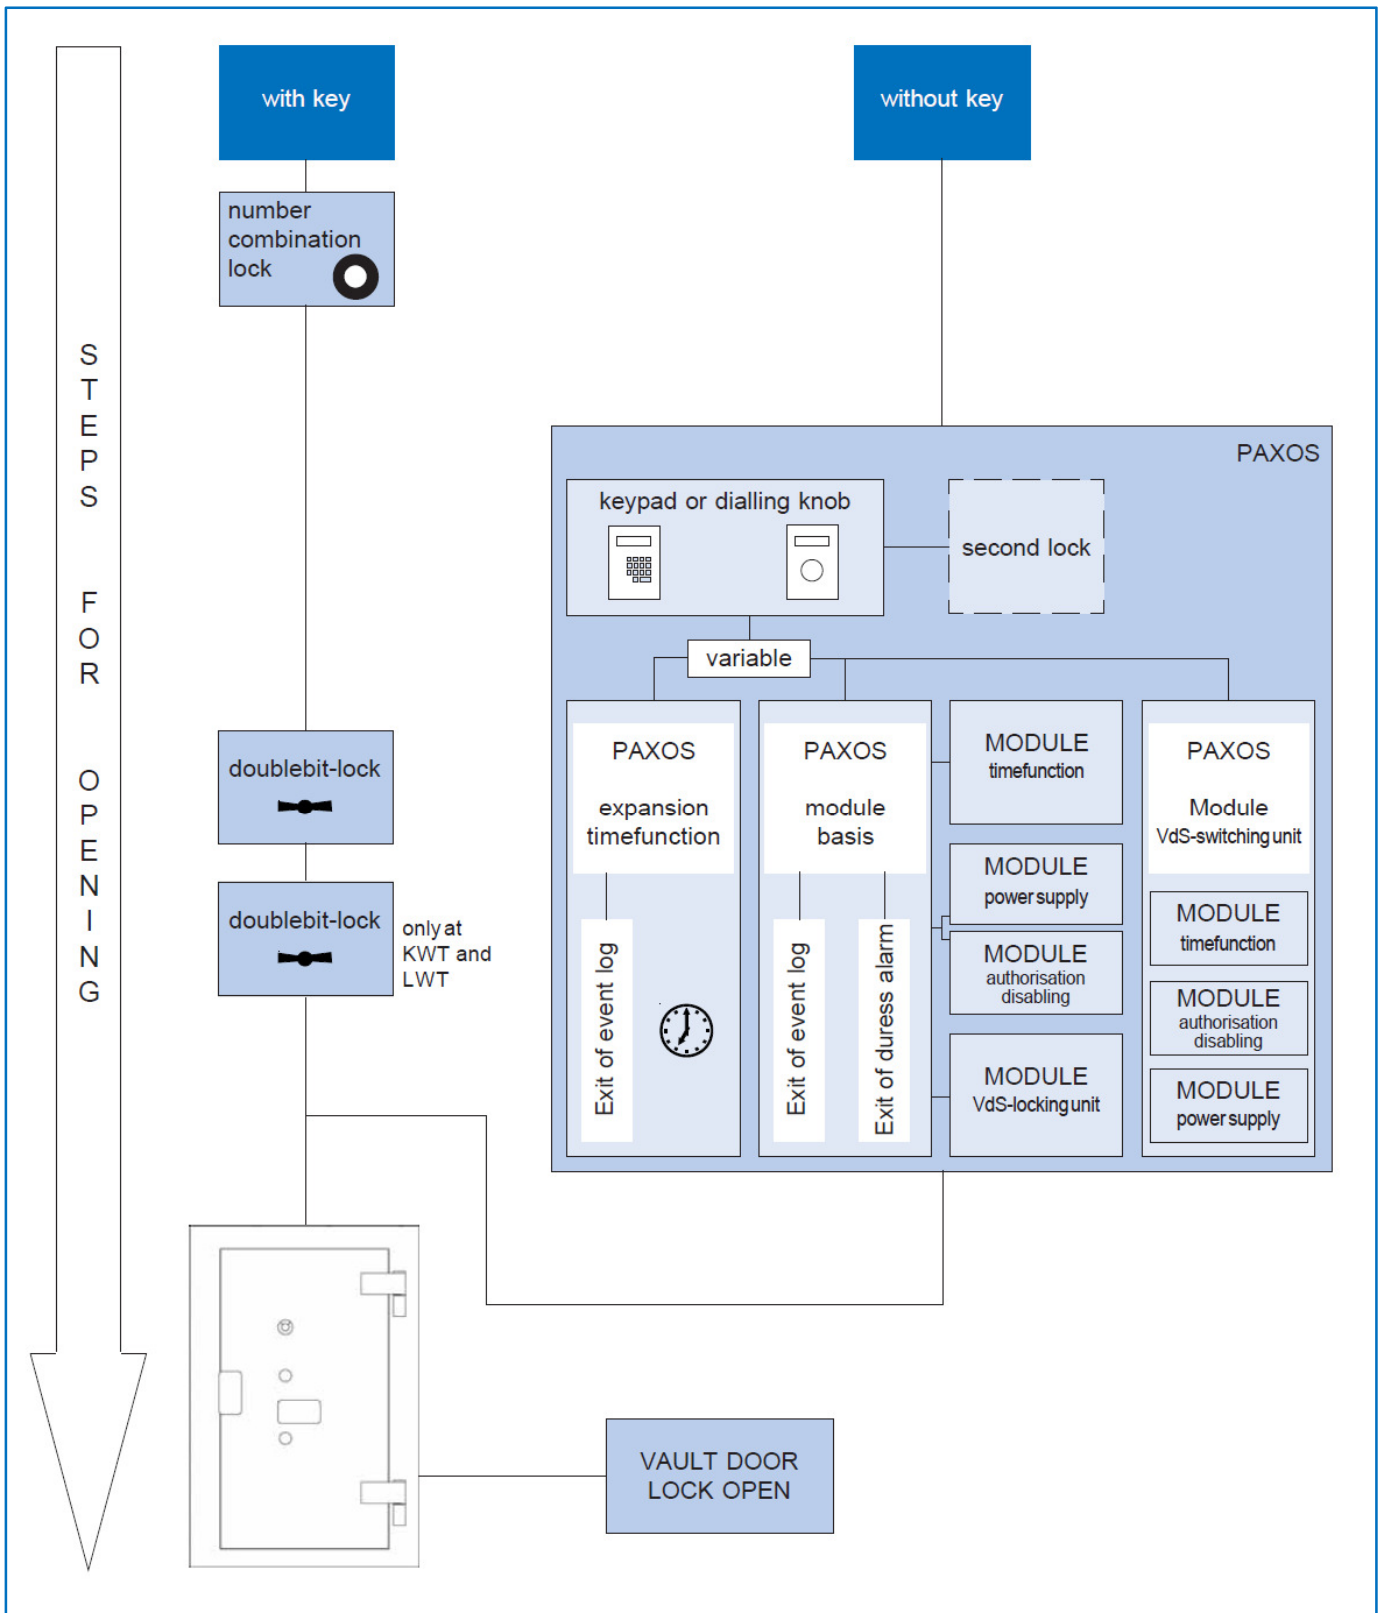 STEPS FOR OPENING
with key
number
combination
lock
doublebit-lock
doublebit-lock
only at
KWT and
LWT
without key
PAXOS
keypad or dialling knob
second lock
variable
PAXOS
expansion
timefunction
Exit of event log
PAXOS
module
basis
Exit of event log
Exit of duress alarm
MODULE
timefunction
MODULE
power supply
MODULE
authorisation
disabling
MODULE
VdS-locking unit
PAXOS
Module
VdS-switching unit
MODULE
timefunction
MODULE
authorisation
disabling
MODULE
power supply
VAULT DOOR
LOCK OPEN